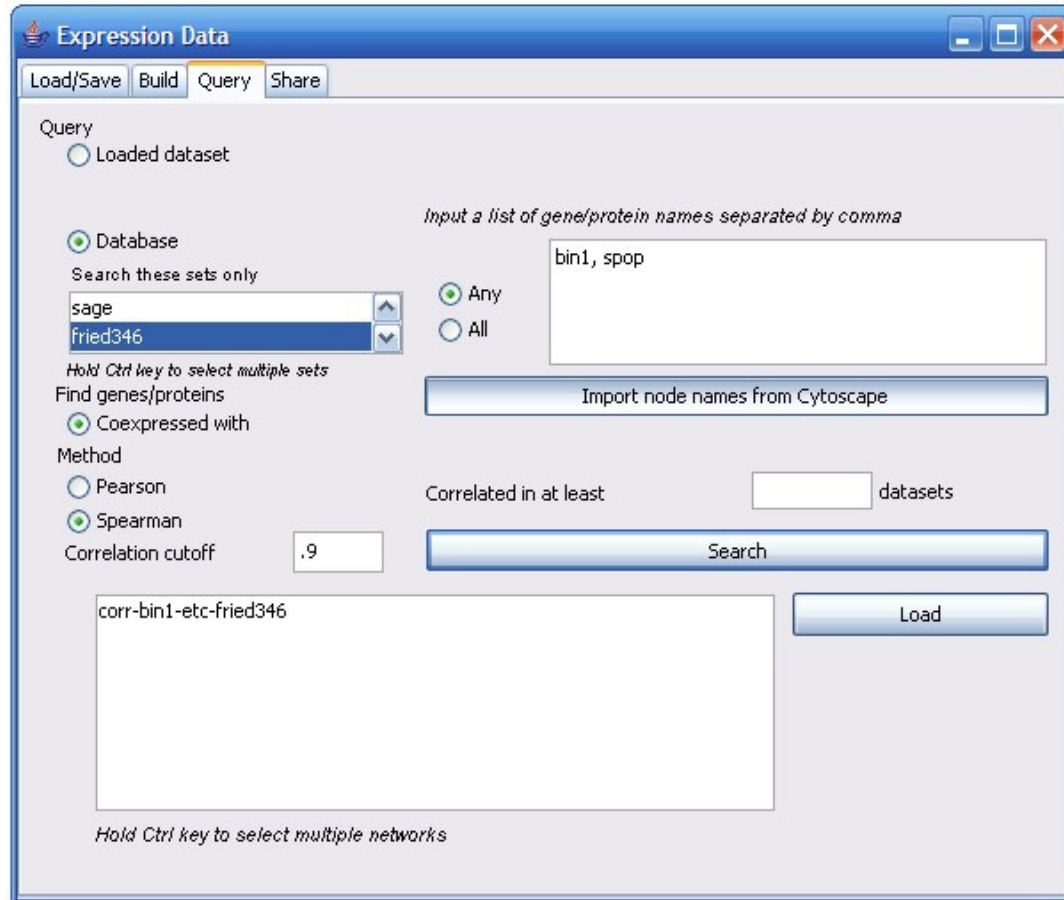 Expression Data
Load/Save Build Query Share
Query
Loaded dataset
Input a list of gene/protein names separated by comma
Database
bin1, spop
Search these sets only
Any
sage
fried346
All
Hold Ctrl key to select multiple sets
Find genes/proteins
Import node names from Cytoscape
Coexpressed with
Method
Pearson
Correlated in at least datasets
Spearman
Correlation cutoff .9
Search
corr-bin1-etc-fried346
Load
Hold Ctrl key to select multiple networks